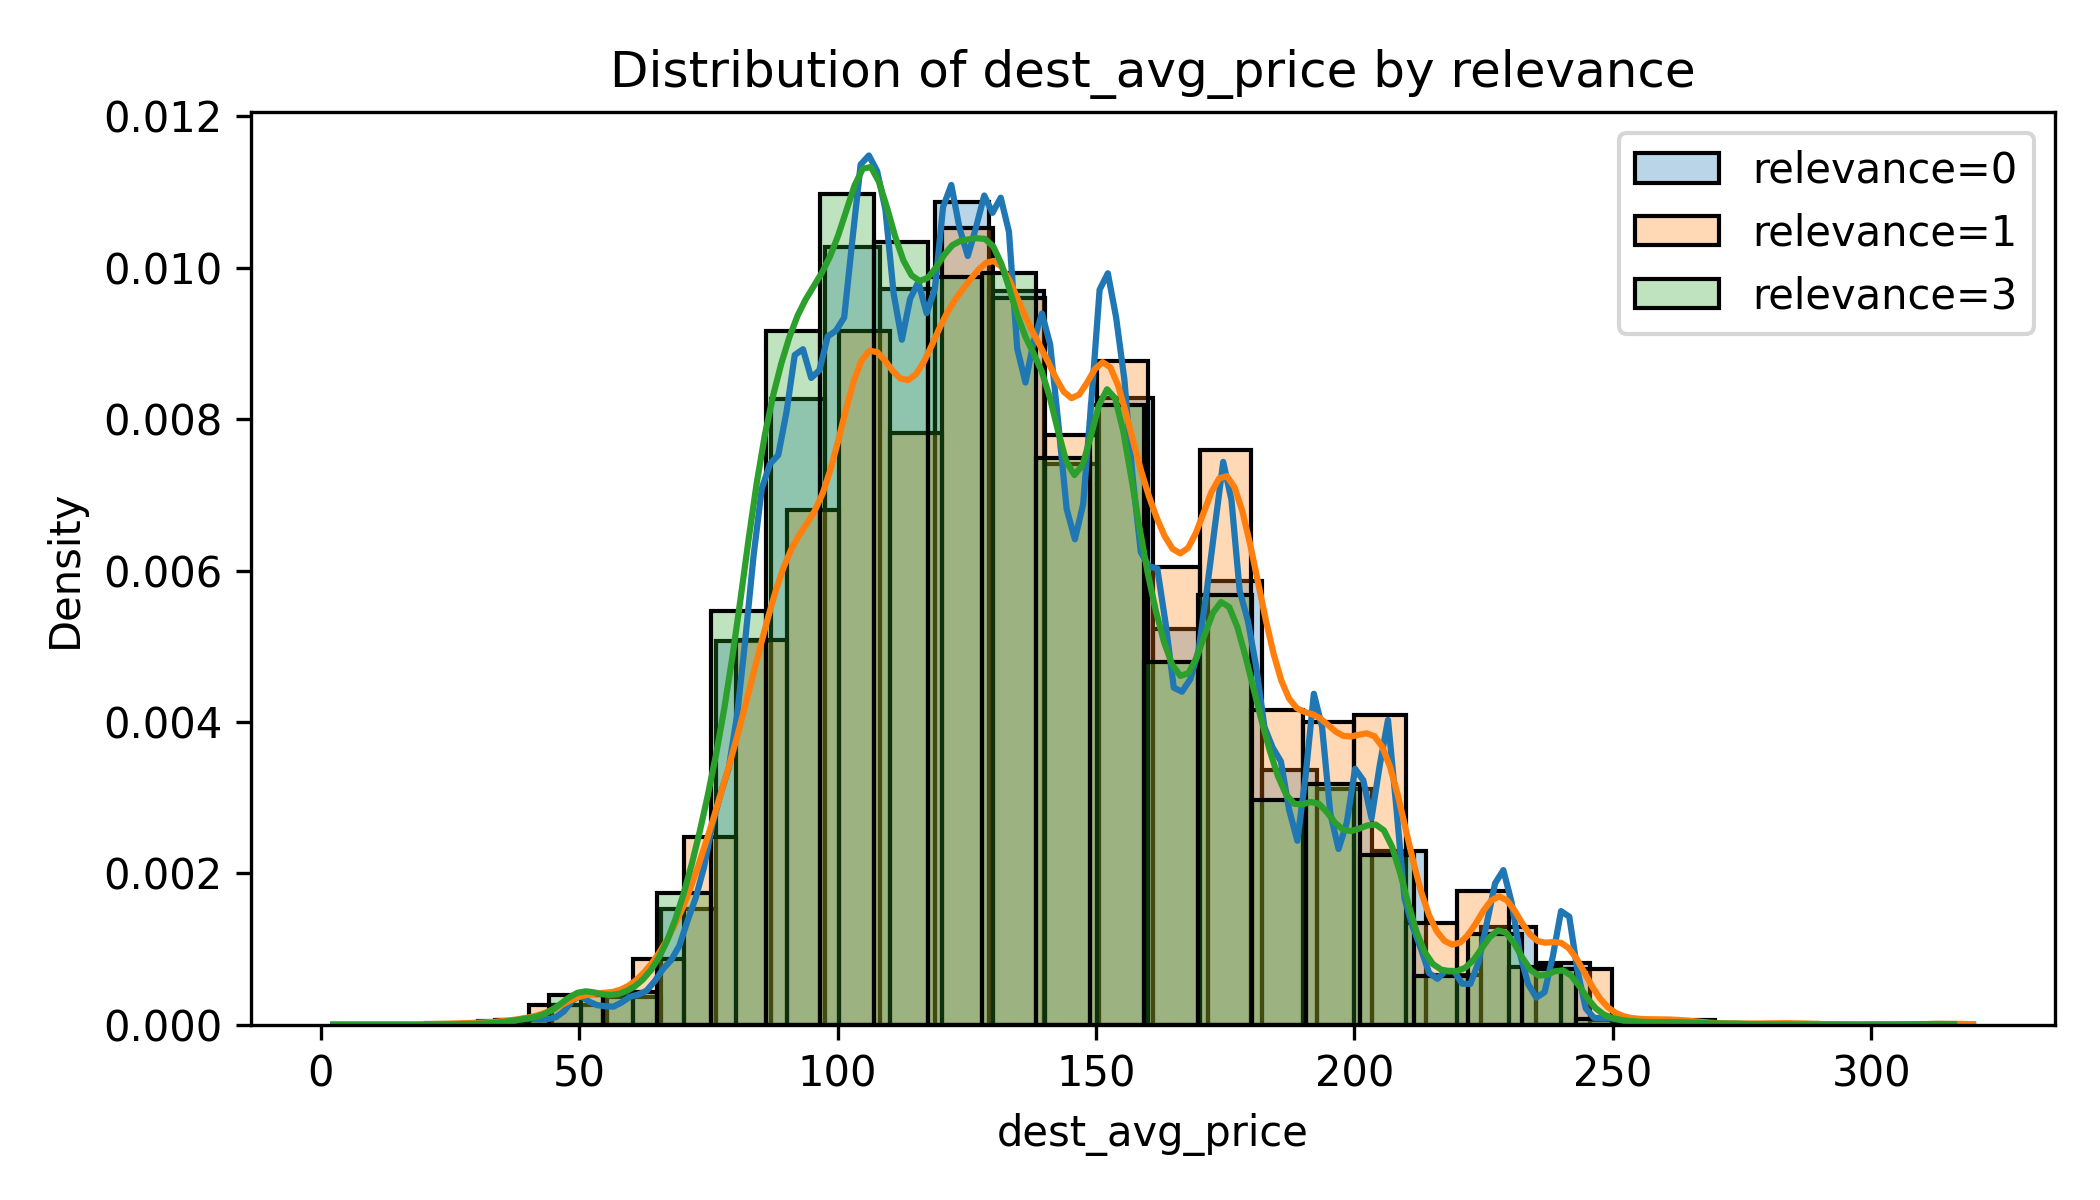 Distribution of dest_avg_price by relevance
0.012
0.010
0.008
0.006
0.004
0.002
0.000
Density
relevance=0
relevance=1
relevance=3
0 50 100 150 200 250 300
dest_avg_price